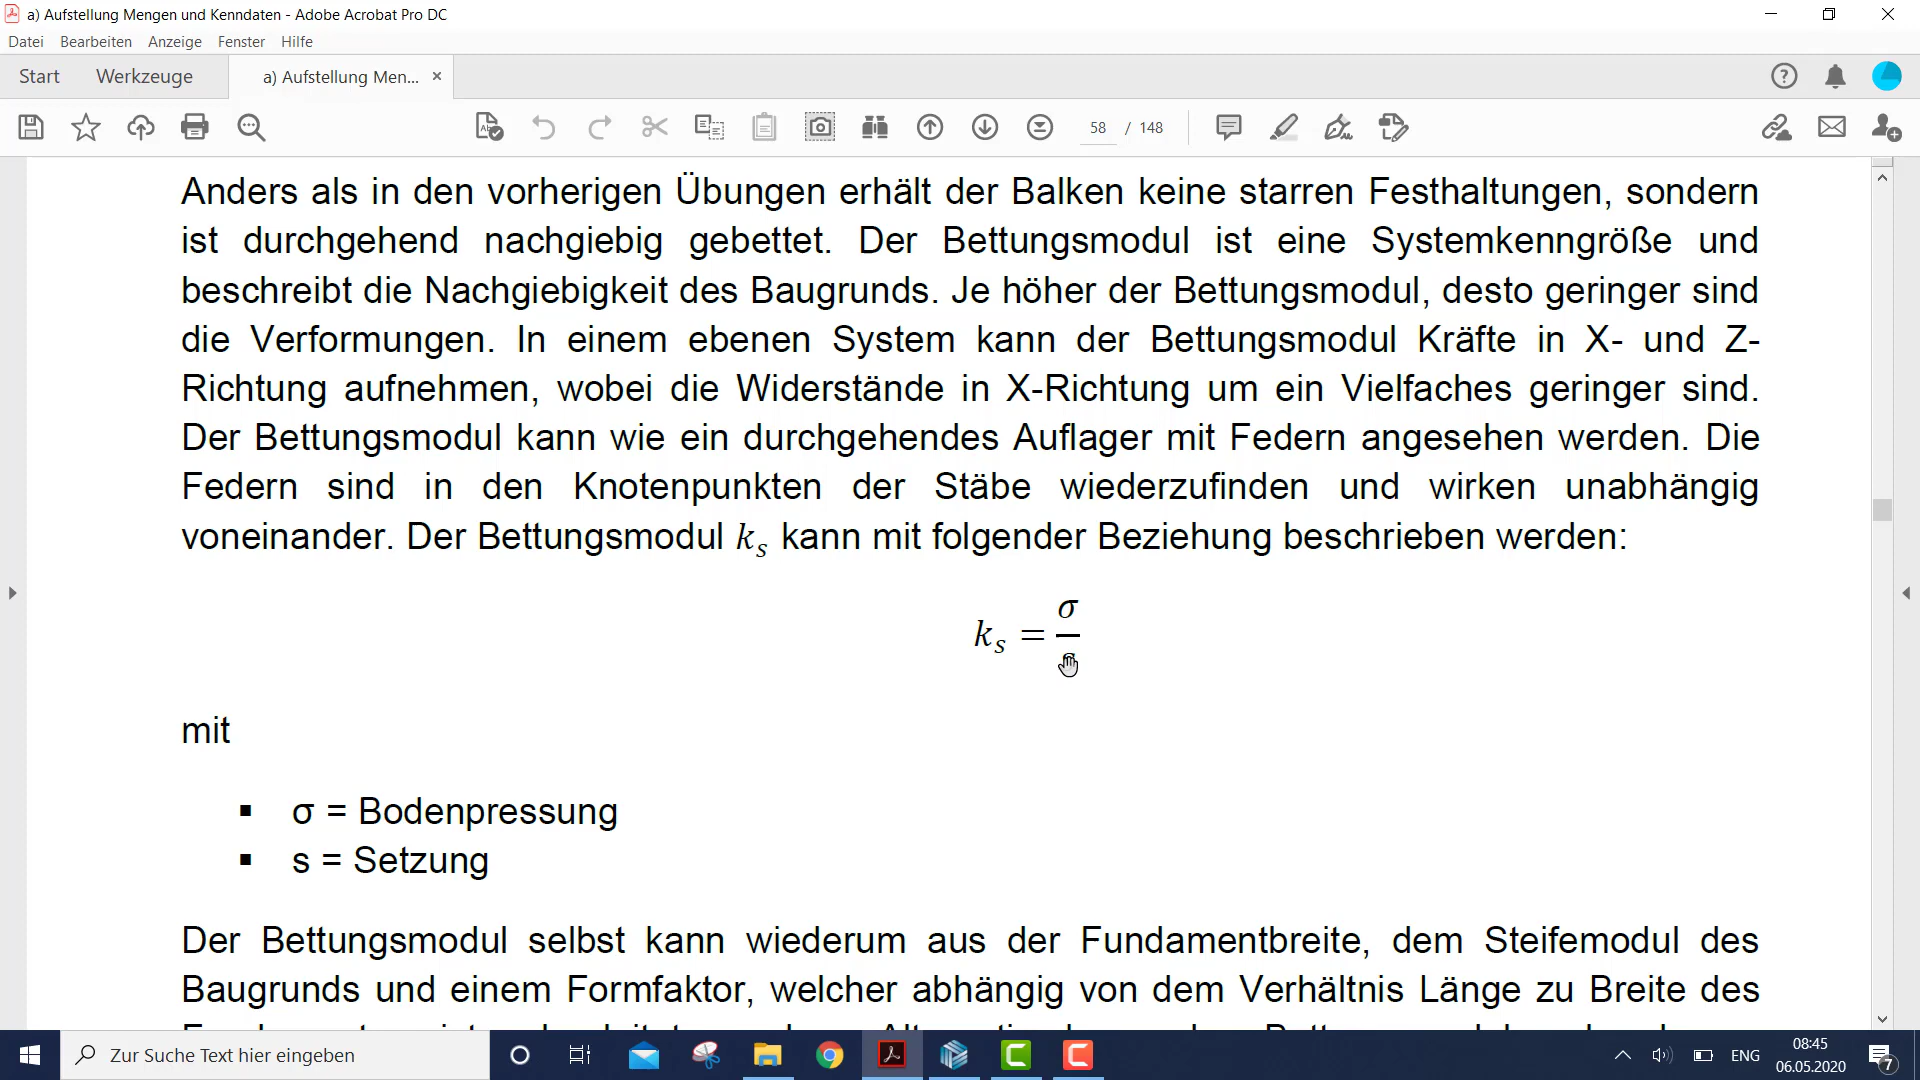 a) Aufstellung Mengen und Kenndaten - Adobe Acrobat Pro DC
Datei Bearbeiten Anzeige Fenster Hilfe
Start Werkzeuge a) Aufstellung Men... ×
58 / 148
Anders als in den vorherigen Übungen erhält der Balken keine starren Festhaltungen, sondern
ist durchgehend nachgiebig gebettet. Der Bettungsmodul ist eine Systemkenngröße und
beschreibt die Nachgiebigkeit des Baugrunds. Je höher der Bettungsmodul, desto geringer sind
die Verformungen. In einem ebenen System kann der Bettungsmodul Kräfte in X- und Z-
Richtung aufnehmen, wobei die Widerstände in X-Richtung um ein Vielfaches geringer sind.
Der Bettungsmodul kann wie ein durchgehendes Auflager mit Federn angesehen werden. Die
Federn sind in den Knotenpunkten der Stäbe wiederzufinden und wirken unabhängig
voneinander. Der Bettungsmodul kₛ kann mit folgender Beziehung beschrieben werden:
σ
kₛ =
mit
▪ σ = Bodenpressung
▪ s = Setzung
Der Bettungsmodul selbst kann wiederum aus der Fundamentbreite, dem Steifemodul des
Baugrunds und einem Formfaktor, welcher abhängig von dem Verhältnis Länge zu Breite des
Zur Suche Text hier eingeben
ENG
08:45
06.05.2020
7